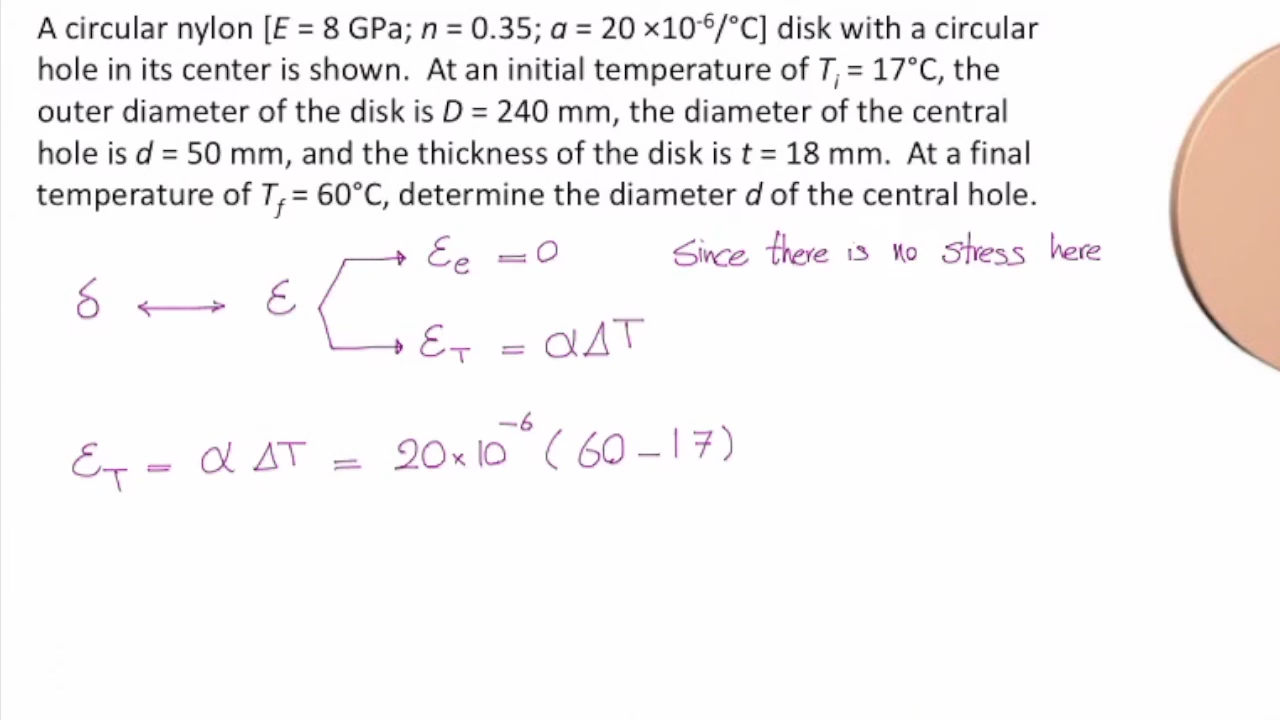 A circular nylon [E = 8 GPa; n = 0.35; a = 20 ×10⁻⁶/°C] disk with a circular
hole in its center is shown. At an initial temperature of Tᵢ = 17°C, the
outer diameter of the disk is D = 240 mm, the diameter of the central
hole is d = 50 mm, and the thickness of the disk is t = 18 mm. At a final
temperature of T_f = 60°C, determine the diameter d of the central hole.
εₑ = 0 Since there is no stress here
δ ⟷ ε
ε_T = αΔT
ε_T = α ΔT = 20×10⁻⁶ (60 – 17)